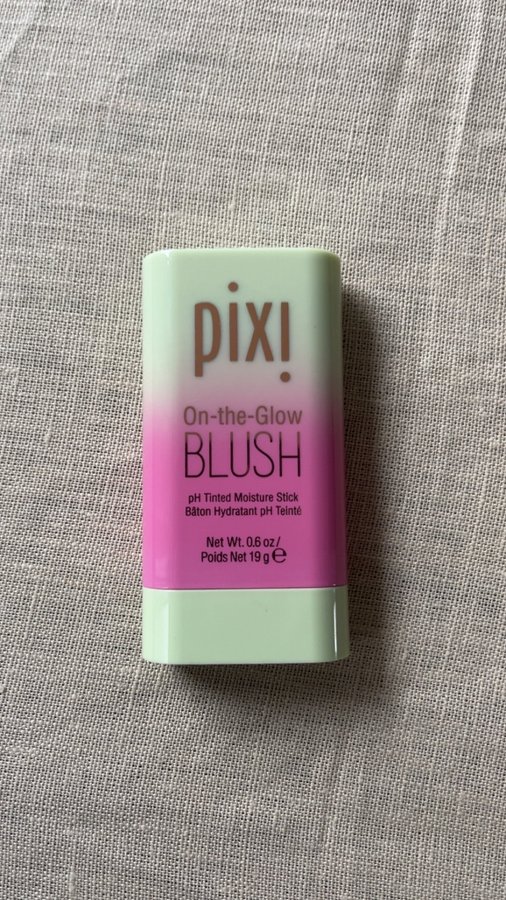 pixi
On-the-Glow
BLUSH
pH Tinted Moisture Stick
Bâton Hydratant pH Teinté
Net Wt. 0.6 oz /
Poids Net 19 g ℮